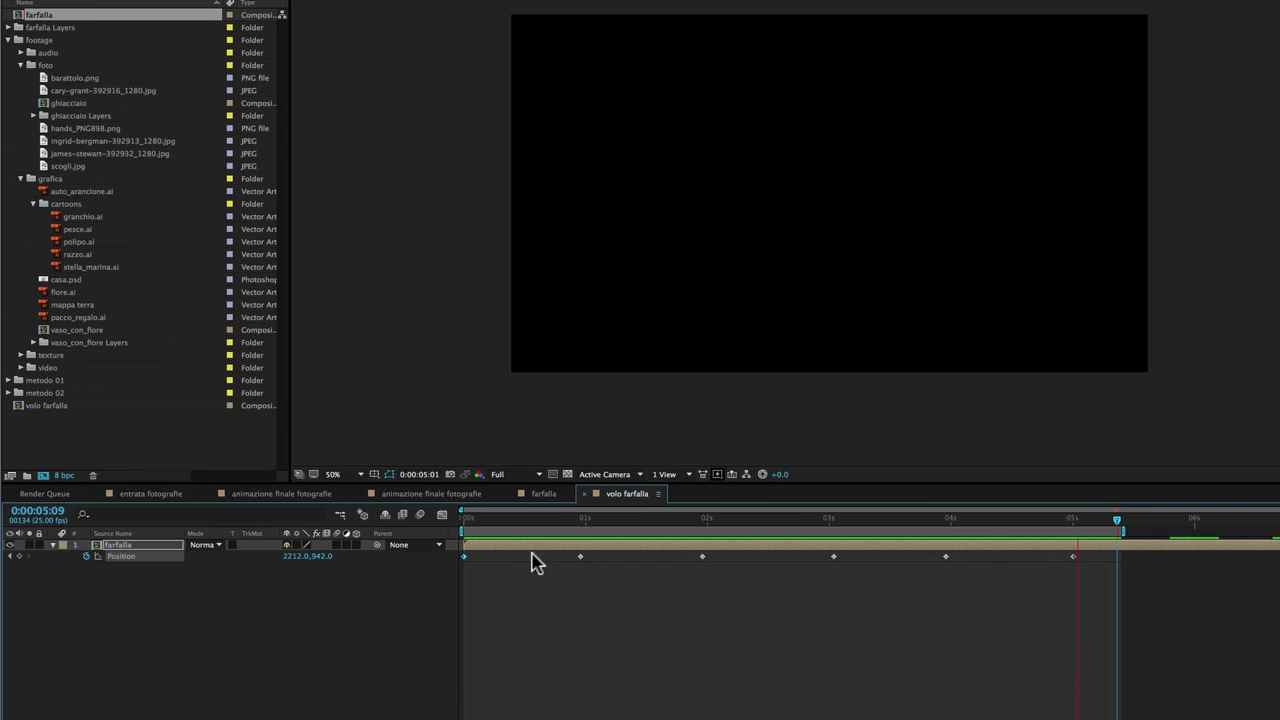 Name
farfalla Composi..
farfalla Layers Folder
footage Folder
audio Folder
foto Folder
barattolo.png PNG file
cary-grant-392916_1280.jpg JPEG
ghiacciaio Composi..
ghiacciaio Layers Folder
hands_PNG898.png PNG file
ingrid-bergman-392913_1280.jpg JPEG
james-stewart-392932_1280.jpg JPEG
scogli.jpg JPEG
grafica Folder
auto_arancione.ai Vector Art
cartoons Folder
granchio.ai Vector Art
pesce.ai Vector Art
polipo.ai Vector Art
razzo.ai Vector Art
stella_marina.ai Vector Art
casa.psd Photoshop
fiore.ai Vector Art
mappa terra Vector Art
pacco_regalo.ai Vector Art
vaso_con_fiore Composi..
vaso_con_fiore Layers Folder
texture Folder
video Folder
metodo 01 Folder
metodo 02 Folder
volo farfalla Composi..
8 bpc 50% 0:00:05:01 Full Active Camera 1 View +0.0
Render Queue entrata fotografie animazione finale fotografie animazione finale fotografie farfalla × volo farfalla
0:00:05:09
00134 (25.00 fps)
:00s 01s 02s 03s 04s 05s 06s
# Source Name Mode T TrkMat Parent
1 farfalla Norma None
Position 2212.0,942.0